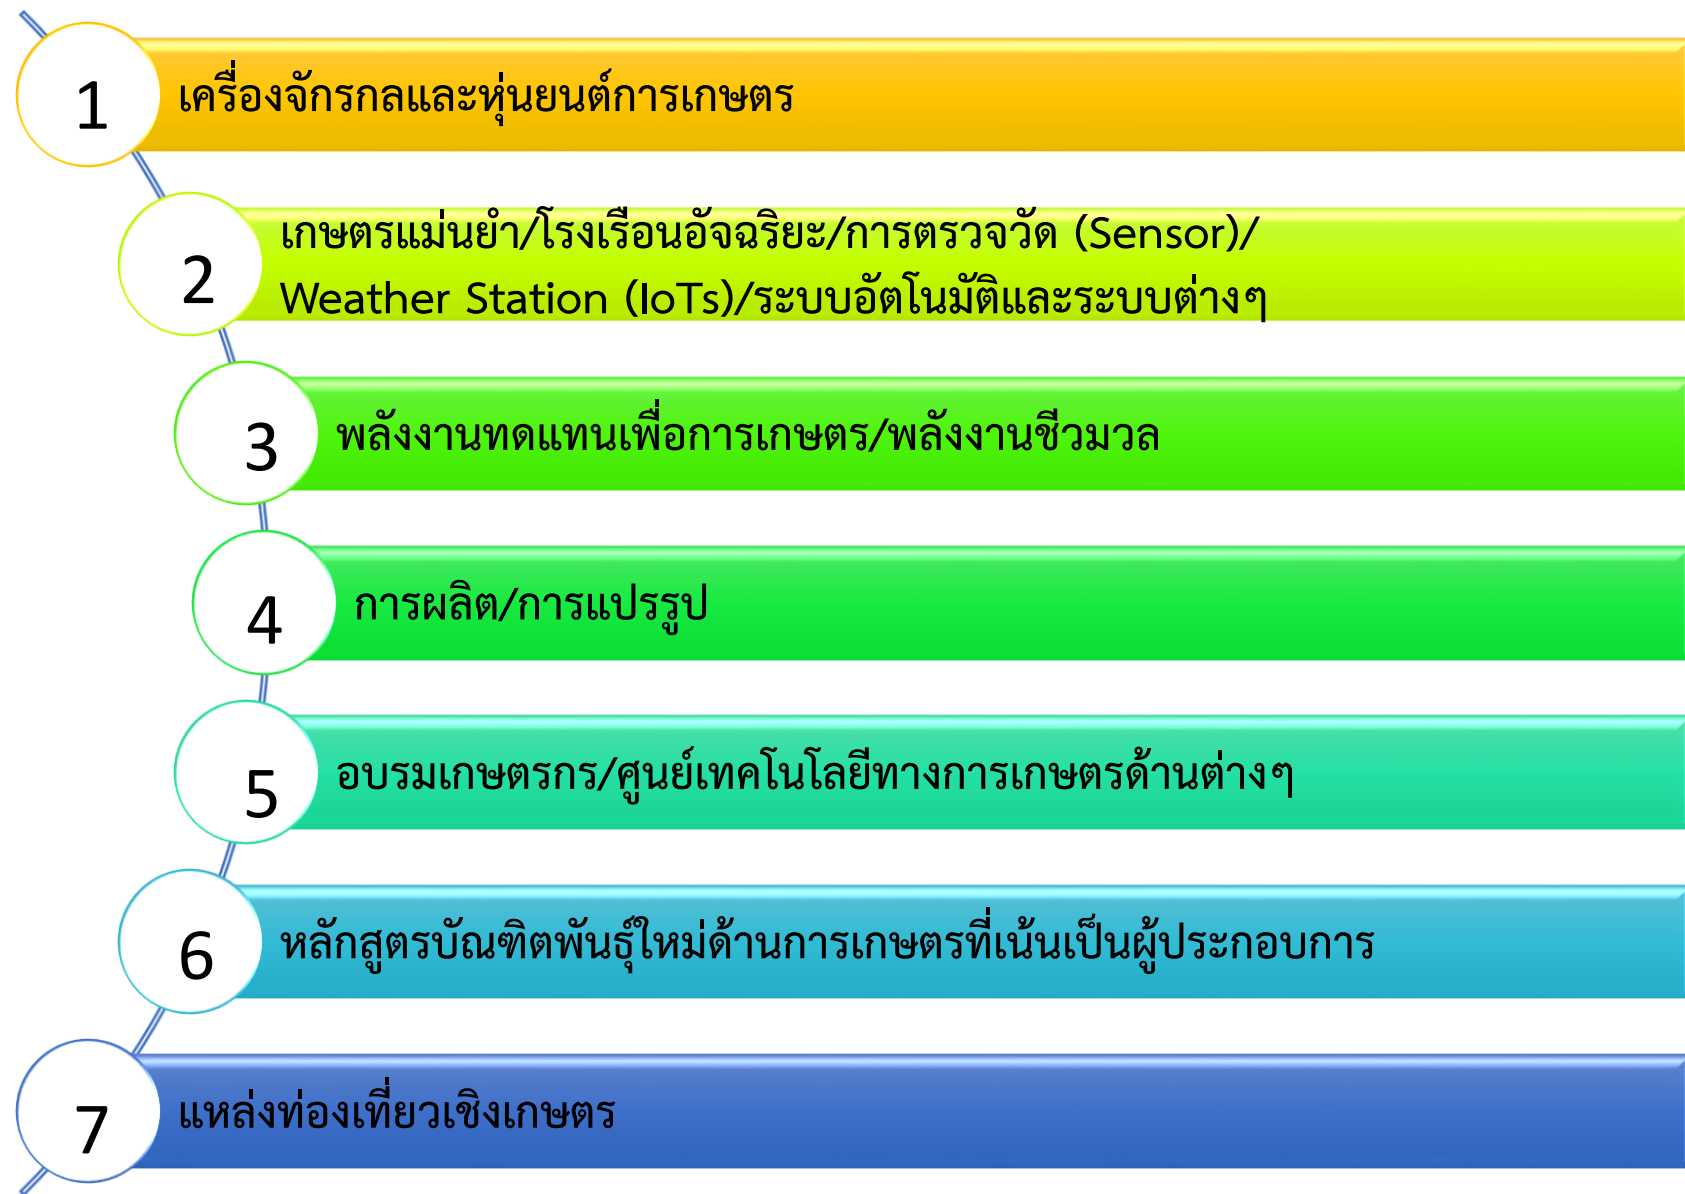 1 เครื่องจักรกลและหุ่นยนต์การเกษตร
2 เกษตรแม่นยำ/โรงเรือนอัจฉริยะ/การตรวจวัด (Sensor)/
Weather Station (IoTs)/ระบบอัตโนมัติและระบบต่างๆ
3 พลังงานทดแทนเพื่อการเกษตร/พลังงานชีวมวล
4 การผลิต/การแปรรูป
5 อบรมเกษตรกร/ศูนย์เทคโนโลยีทางการเกษตรด้านต่างๆ
6 หลักสูตรบัณฑิตพันธุ์ใหม่ด้านการเกษตรที่เน้นเป็นผู้ประกอบการ
7 แหล่งท่องเที่ยวเชิงเกษตร